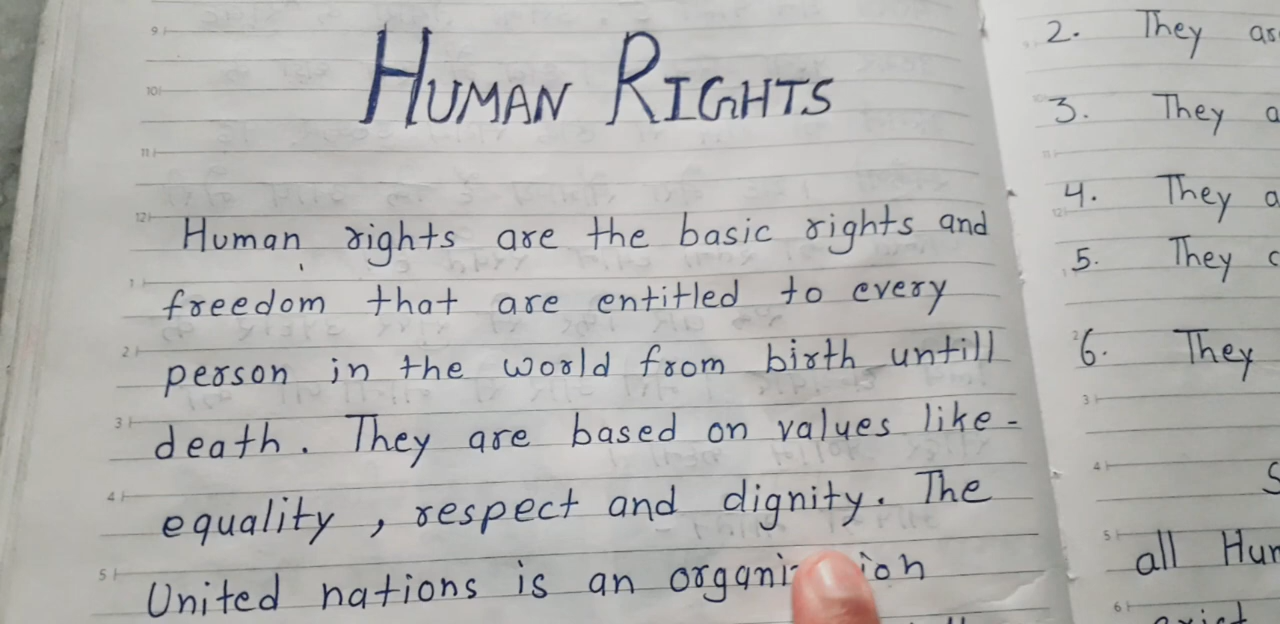 HUMAN RIGHTS
Human rights are the basic rights and
freedom that are entitled to every
person in the world from birth untill
death. They are based on values like -
equality, respect and dignity. The
United nations is an
2. They
3. They
4. They
5. They
6. They
all